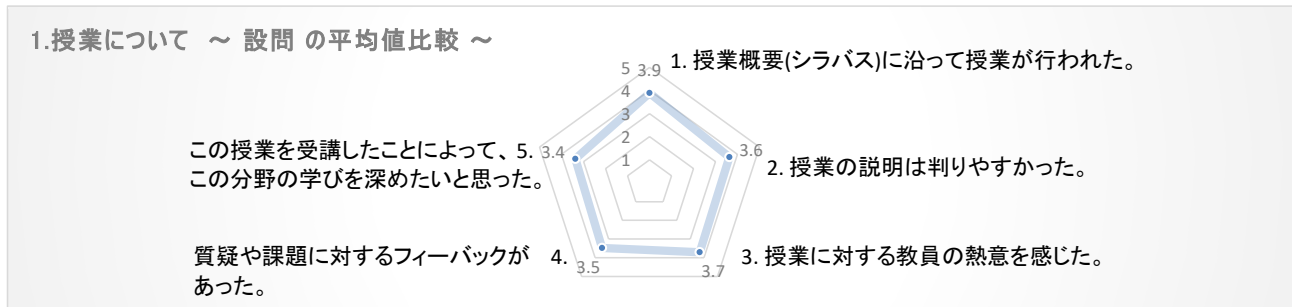 1.授業について ～ 設問 の平均値比較 ～
1. 授業概要(シラバス)に沿って授業が行われた。
5 3.9
4
3
2
1
3.6
2. 授業の説明は判りやすかった。
この授業を受講したことによって、 5. 3.4
この分野の学びを深めたいと思った。
質疑や課題に対するフィーバックが 4. 3.5
あった。
3.7 3. 授業に対する教員の熱意を感じた。